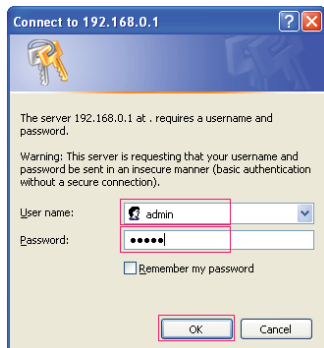 Connect to 192.168.0.1
The server 192.168.0.1 at . requires a username and
password.
Warning: This server is requesting that your username and
password be sent in an insecure manner (basic authentication
without a secure connection).
User name:
admin
Password:
•••••
Remember my password
OK
Cancel